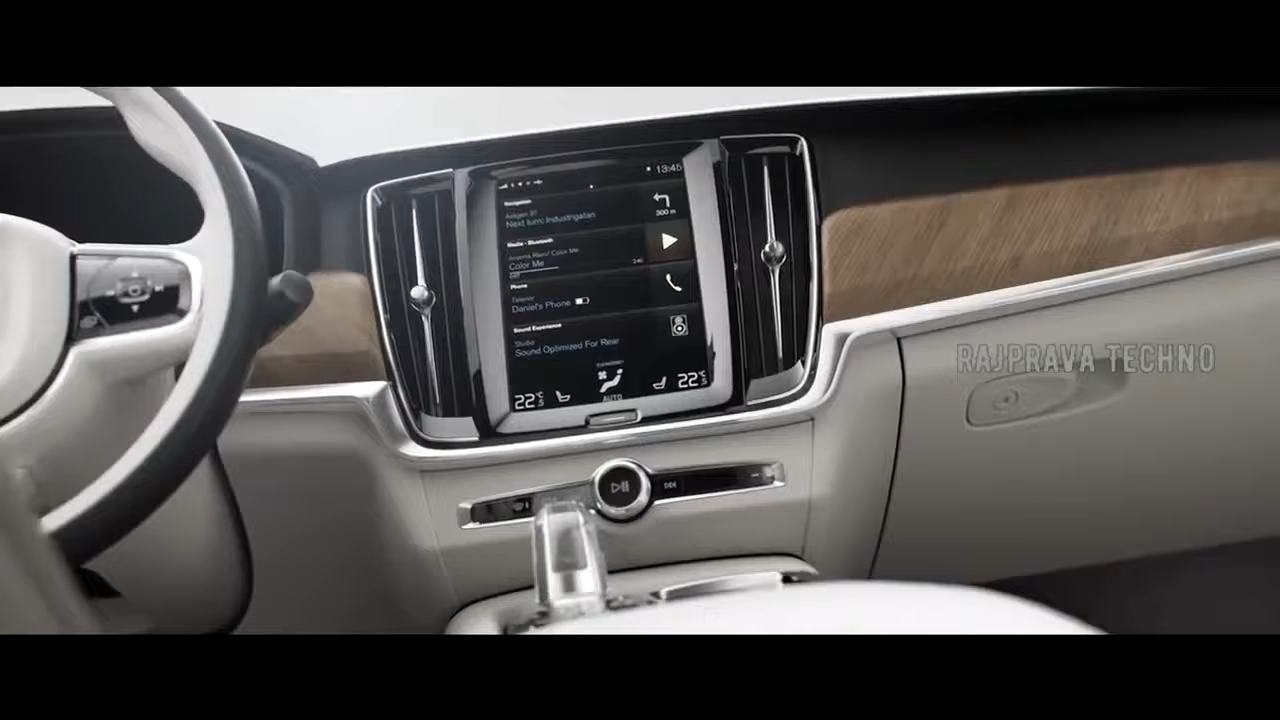 13:45
Navigation
Next turn: Industrigatan
300 m
Media - Bluetooth
Color Me
Phone
Daniel's Phone
Sound Experience
Studio
Sound Optimized For Rear
22°C
AUTO
22°C
RAJPRAVA TECHNO